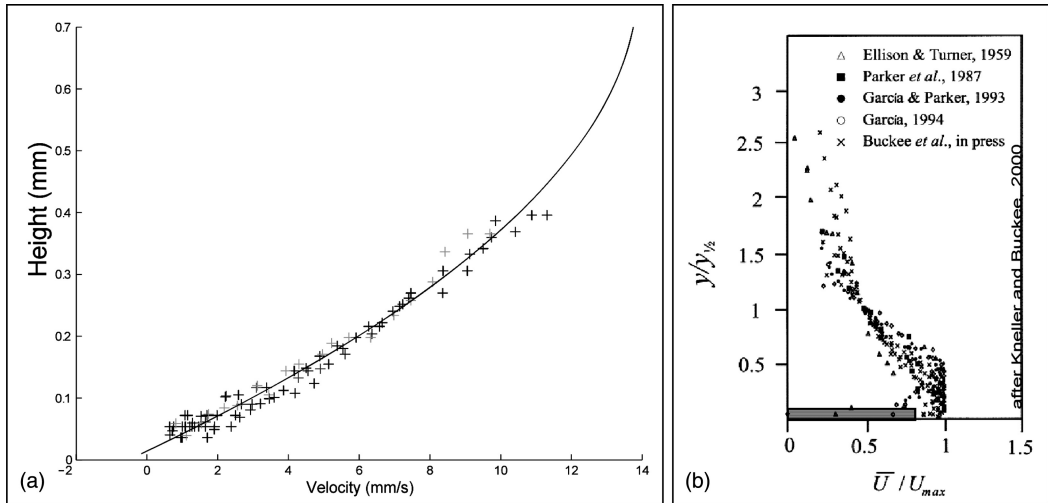 0.7
0.6
0.5
0.4
0.3
0.2
0.1
0
Height (mm)
−2 0 2 4 6 8 10 12 14
Velocity (mm/s)
(a)
Ellison & Turner, 1959
Parker et al., 1987
García & Parker, 1993
García, 1994
Buckee et al., in press
3
2.5
2
1.5
1
0.5
y/y½
0 0.5 1 1.5
U̅ / Umax
(b)
after Kneller and Buckee, 2000